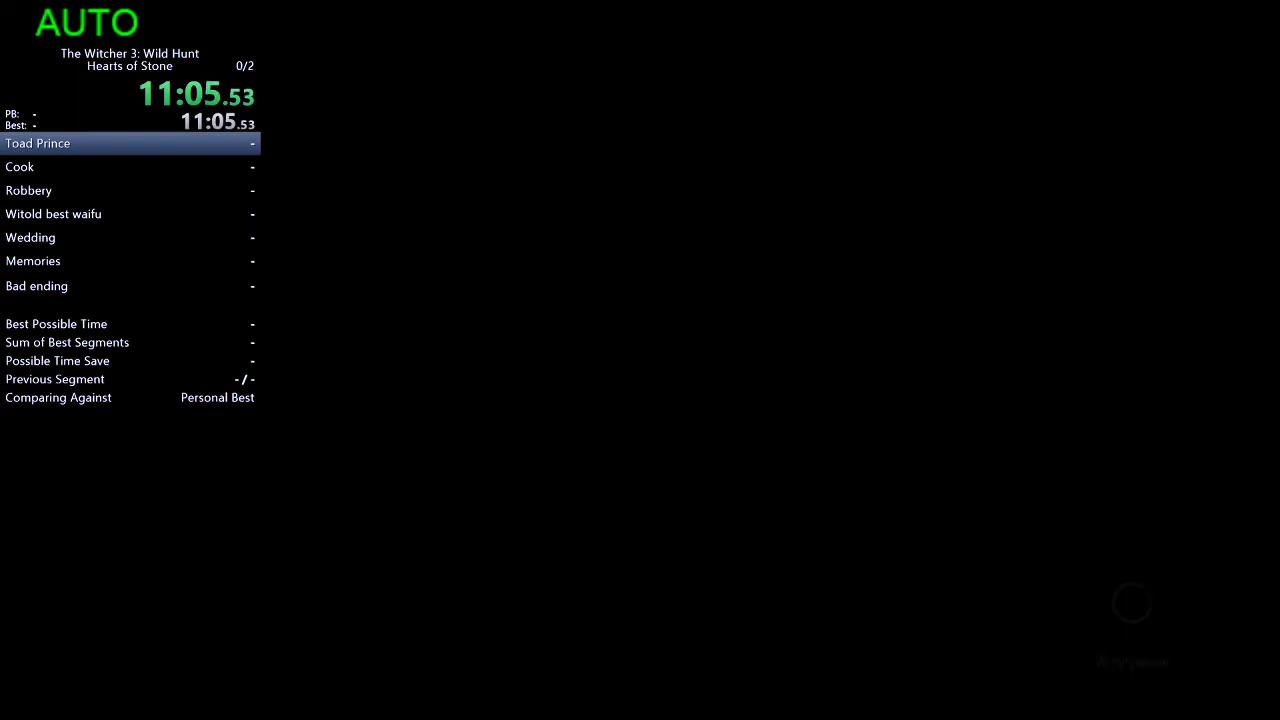 AUTO
The Witcher 3: Wild Hunt
Hearts of Stone 0/2
11:05.53
PB: -
Best: - 11:05.53
Toad Prince -
Cook -
Robbery -
Witold best waifu -
Wedding -
Memories -
Bad ending -
Best Possible Time -
Sum of Best Segments -
Possible Time Save -
Previous Segment - / -
Comparing Against Personal Best